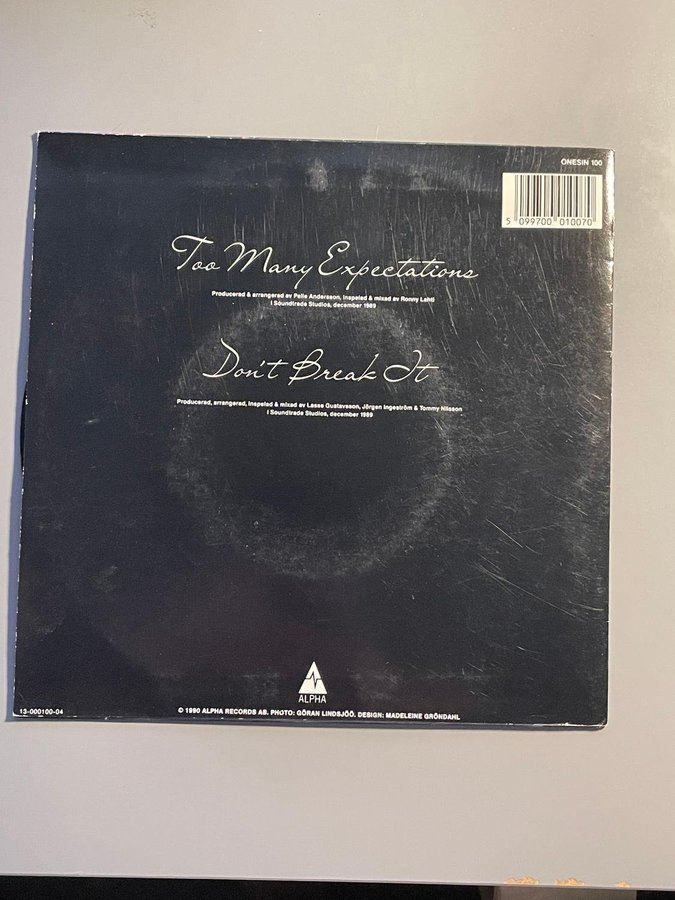 ONESIN 100
5 099700 010070
Too Many Expectations
Producerad & arrangerad av Pelle Andersson, inspelad & mixad av Ronny Lahti
i Soundtrade Studios, december 1989
Don't Break It
Producerad, arrangerad, inspelad & mixad av Lasse Gustavsson, Jörgen Ingeström & Tommy Nilsson
i Soundtrade Studios, december 1989
ALPHA
13-000100-04
© 1990 ALPHA RECORDS AB. PHOTO: GÖRAN LINDSJÖÖ. DESIGN: MADELEINE GRÖNDAHL